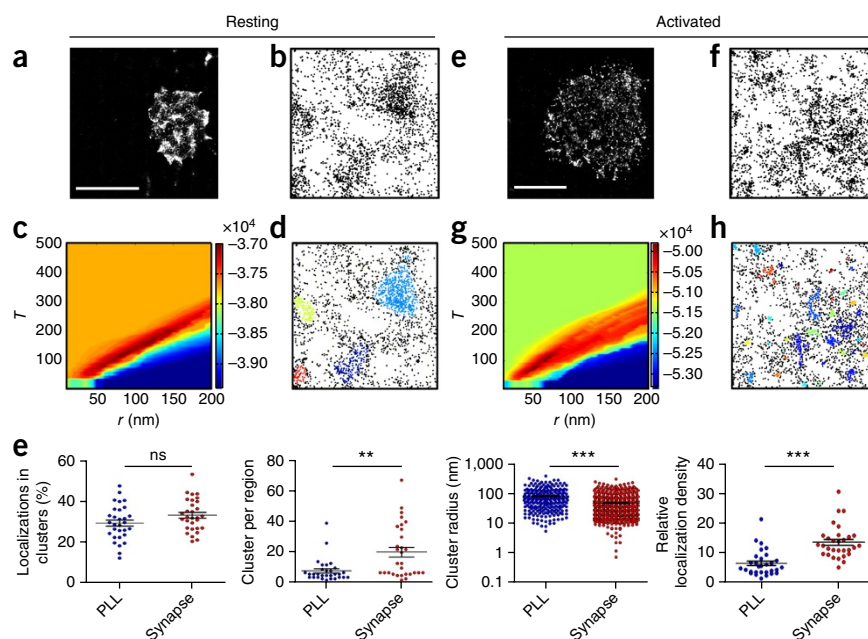 Resting
Activated
a
b
e
f
c
d
g
h
×10⁴
500
400
300
200
100
T
50
100
150
200
r (nm)
–3.70
–3.75
–3.80
–3.85
–3.90
×10⁴
500
400
300
200
100
T
50
100
150
200
r (nm)
–5.00
–5.05
–5.10
–5.15
–5.20
–5.25
–5.30
e
Localizations in
clusters (%)
60
40
20
0
ns
PLL
Synapse
Cluster per region
80
60
40
20
0
**
PLL
Synapse
Cluster radius (nm)
1,000
100
10
5
1
0.1
***
PLL
Synapse
Relative
localization density
40
30
20
10
0
***
PLL
Synapse